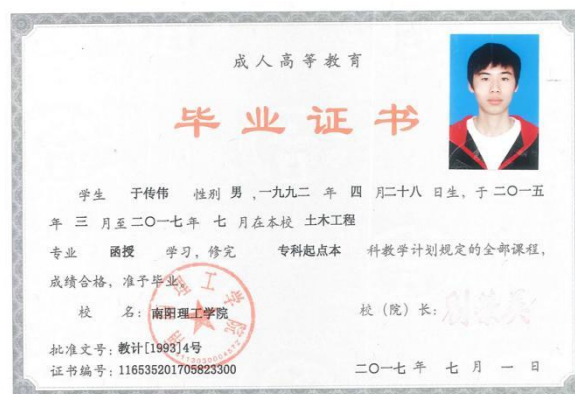 成人高等教育
毕业证书
学生 于传伟 性别 男，一九九二 年 四 月二十八 日生，于 二〇一五
年 三 月至 二〇一七 年 七 月在本校 土木工程
专业 函授 学习，修完 专科起点本 科教学计划规定的全部课程，
成绩合格，准予毕业。
校 名：南阳理工学院
校（院）长：
批准文号：教计[1993]4号
证书编号：116535201705823300
二〇一七 年 七 月 一 日